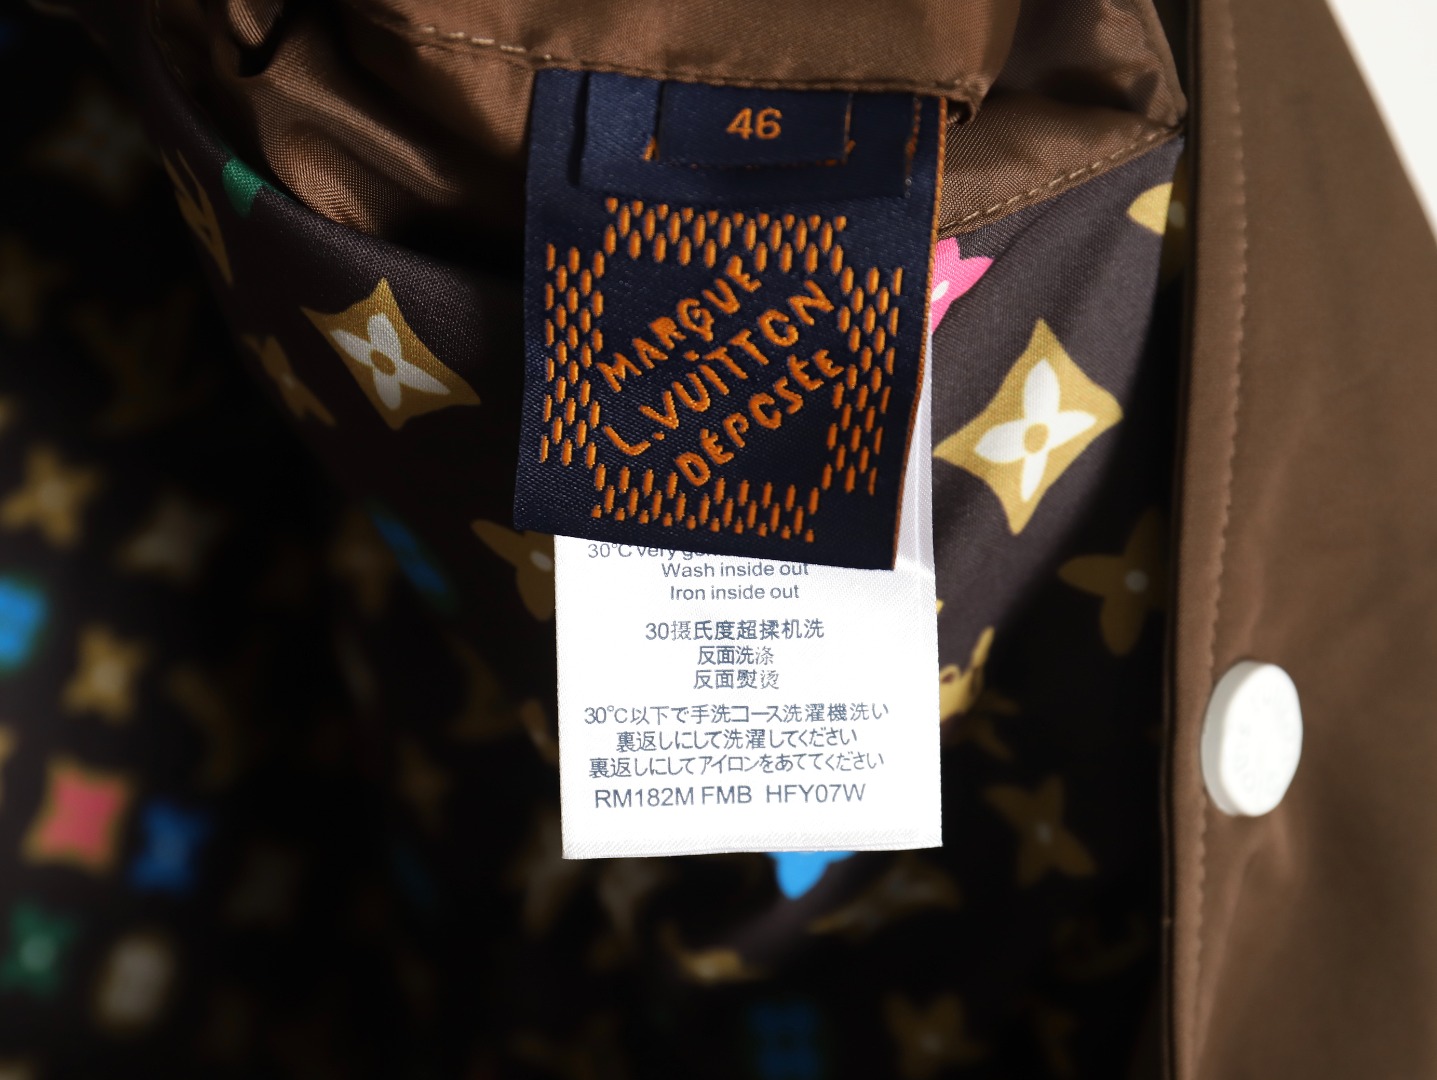 46
MARQUE
L.VUITTON
DÉPOSÉE
30°C very
Wash inside out
Iron inside out
30摄氏度超揉机洗
反面洗涤
反面熨烫
30°C以下で手洗コース洗濯機洗い
裏返しにして洗濯してください
裏返しにしてアイロンをあててください
RM182M FMB HFY07W